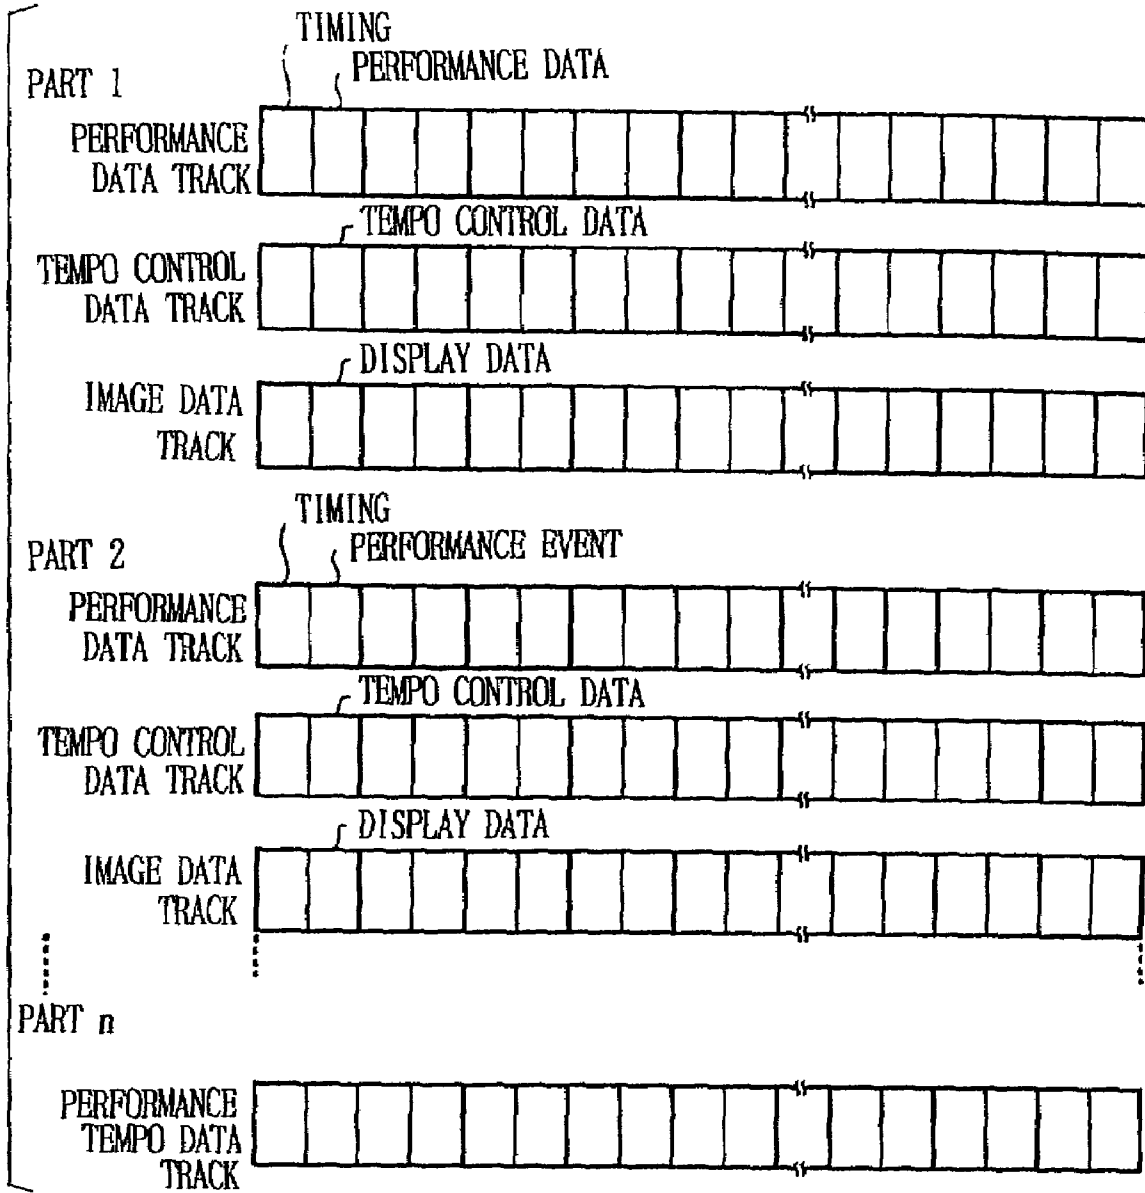 TIMING
PERFORMANCE DATA
PART 1
PERFORMANCE
DATA TRACK
TEMPO CONTROL DATA
TEMPO CONTROL
DATA TRACK
DISPLAY DATA
IMAGE DATA
TRACK
TIMING
PERFORMANCE EVENT
PART 2
PERFORMANCE
DATA TRACK
TEMPO CONTROL DATA
TEMPO CONTROL
DATA TRACK
DISPLAY DATA
IMAGE DATA
TRACK
PART n
PERFORMANCE
TEMPO DATA
TRACK